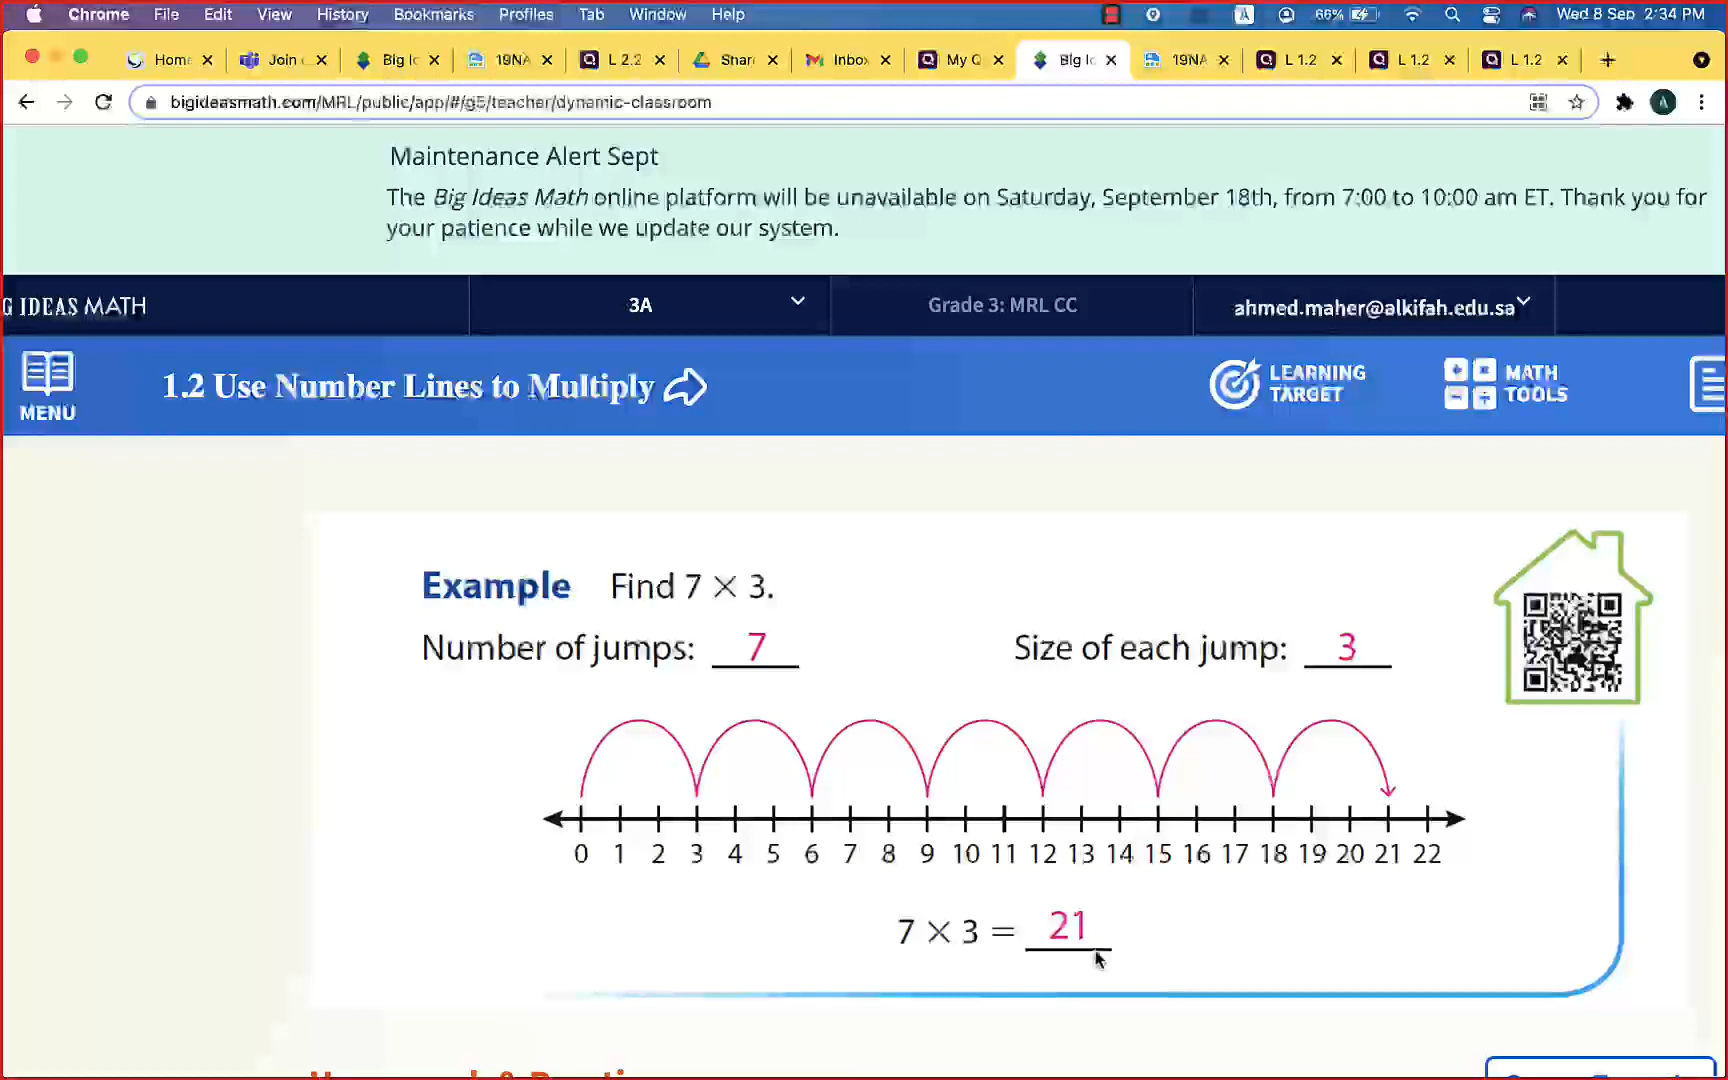 Chrome File Edit View History Bookmarks Profiles Tab Window Help A 66% Wed 8 Sep 2:34 PM
Home Join Big Ic 19NA L 2.2 Shar Inbox My Q Big Ic 19NA L 1.2 L 1.2 L 1.2
bigideasmath.com/MRL/public/app/#/g5/teacher/dynamic-classroom A
Maintenance Alert Sept
The Big Ideas Math online platform will be unavailable on Saturday, September 18th, from 7:00 to 10:00 am ET. Thank you for
your patience while we update our system.
G IDEAS MATH 3A Grade 3: MRL CC ahmed.maher@alkifah.edu.sa
MENU 1.2 Use Number Lines to Multiply LEARNING TARGET MATH TOOLS
Example Find 7 × 3.
Number of jumps: 7 Size of each jump: 3
0 1 2 3 4 5 6 7 8 9 10 11 12 13 14 15 16 17 18 19 20 21 22
7 × 3 = 21